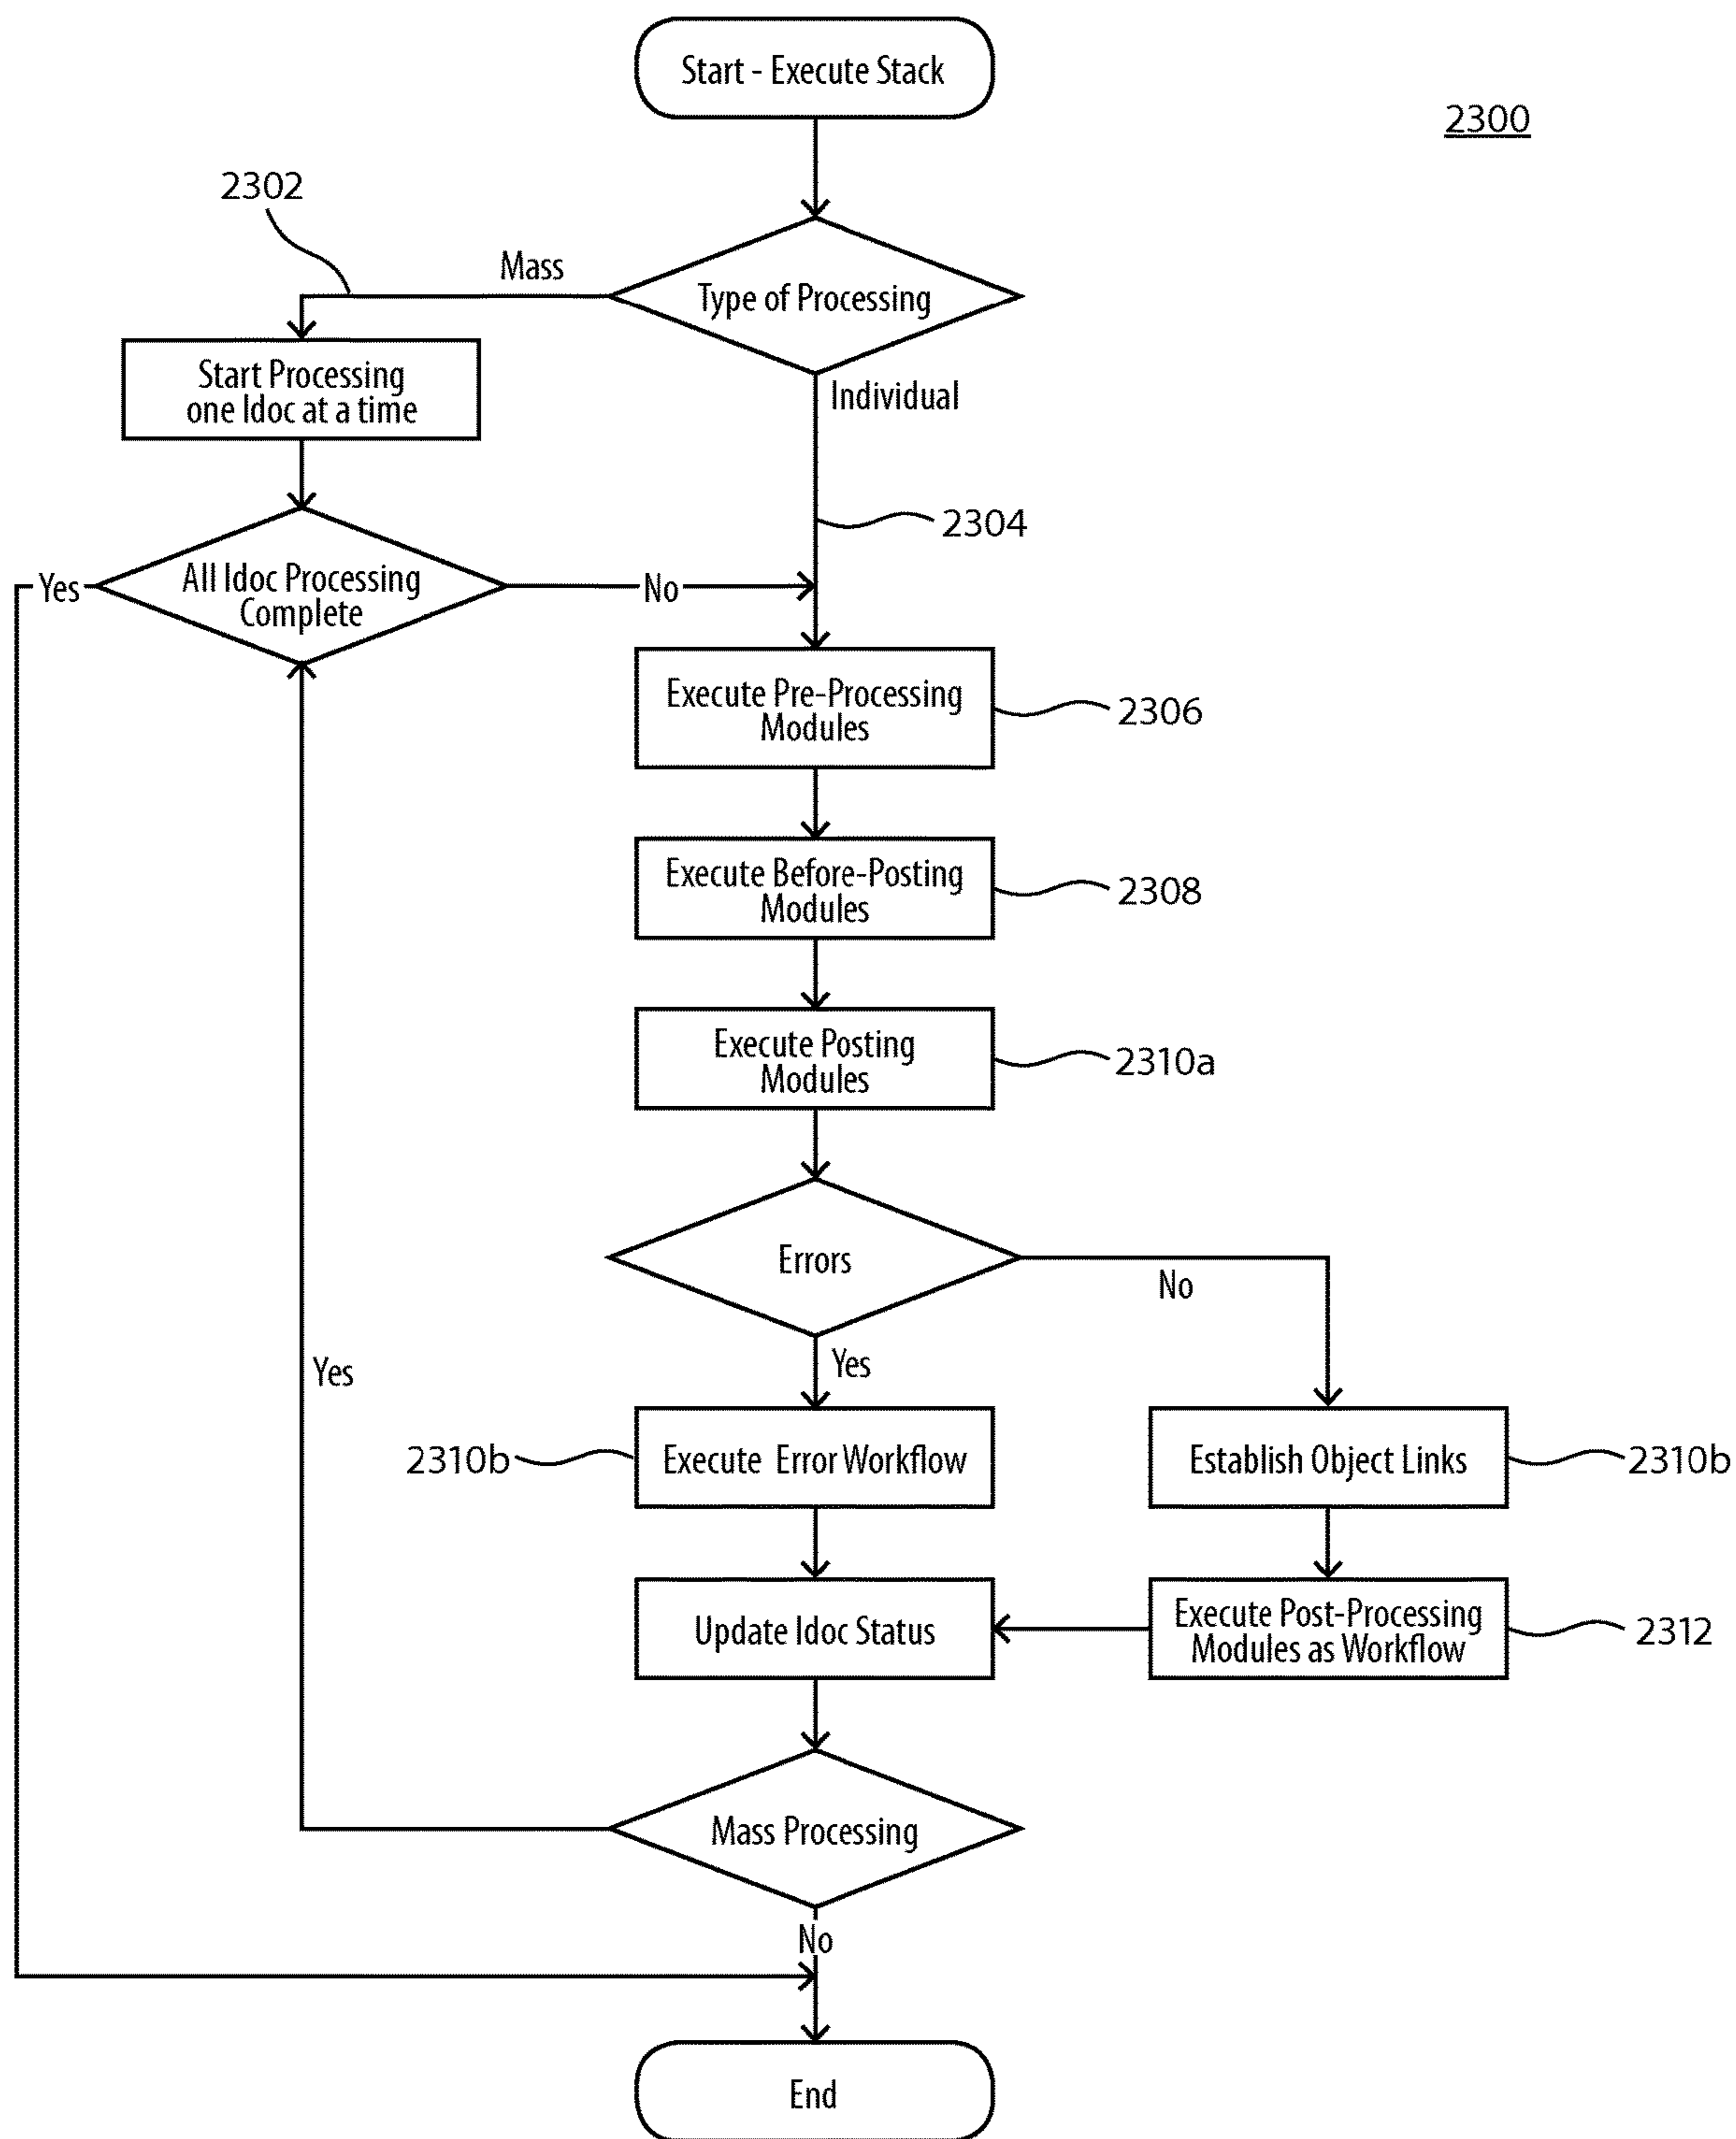 Start - Execute Stack
2300
2302
Mass
Type of Processing
Start Processing
one Idoc at a time
Individual
2304
All Idoc Processing
Complete
Yes
No
Execute Pre-Processing
Modules
2306
Execute Before-Posting
Modules
2308
Execute Posting
Modules
2310a
Errors
No
Yes
Yes
2310b
Execute Error Workflow
Establish Object Links
2310b
Update Idoc Status
Execute Post-Processing
Modules as Workflow
2312
Mass Processing
No
End